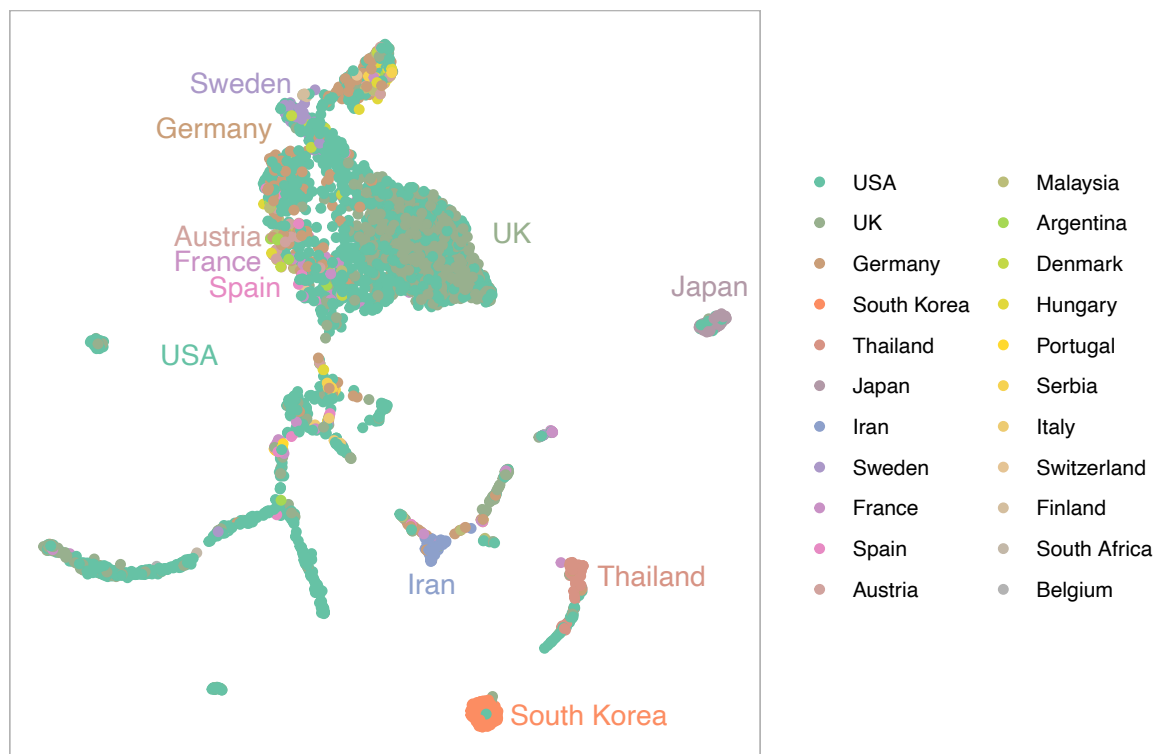 Sweden
Germany
Austria
France
Spain
UK
Japan
USA
Iran
Thailand
South Korea
USA
UK
Germany
South Korea
Thailand
Japan
Iran
Sweden
France
Spain
Austria
Malaysia
Argentina
Denmark
Hungary
Portugal
Serbia
Italy
Switzerland
Finland
South Africa
Belgium